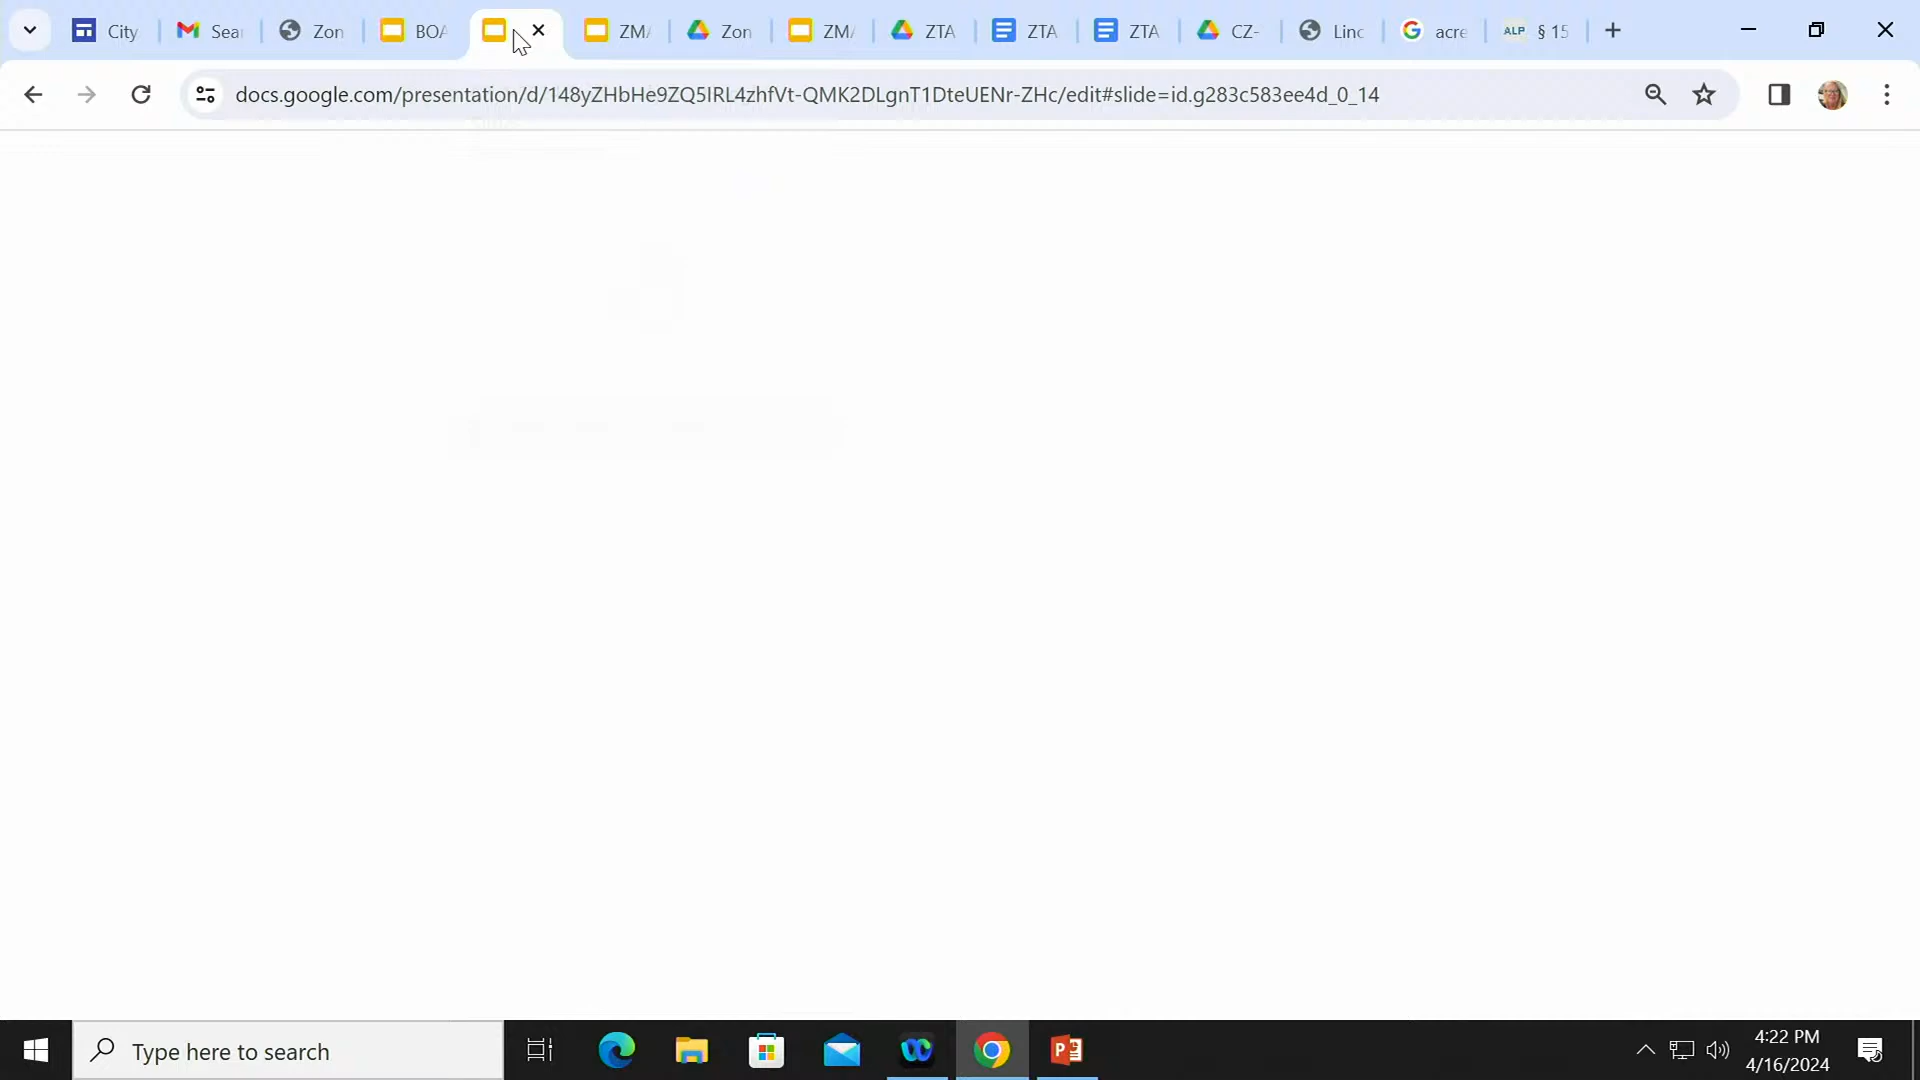 City
Sea
Zon
BOA
ZMA
Zon
ZMA
ZTA
ZTA
ZTA
CZ-
Linc
acre
ALP
§ 15
docs.google.com/presentation/d/148yZHbHe9ZQ5IRL4zhfVt-QMK2DLgnT1DteUENr-ZHc/edit#slide=id.g283c583ee4d_0_14
Type here to search
4:22 PM
4/16/2024